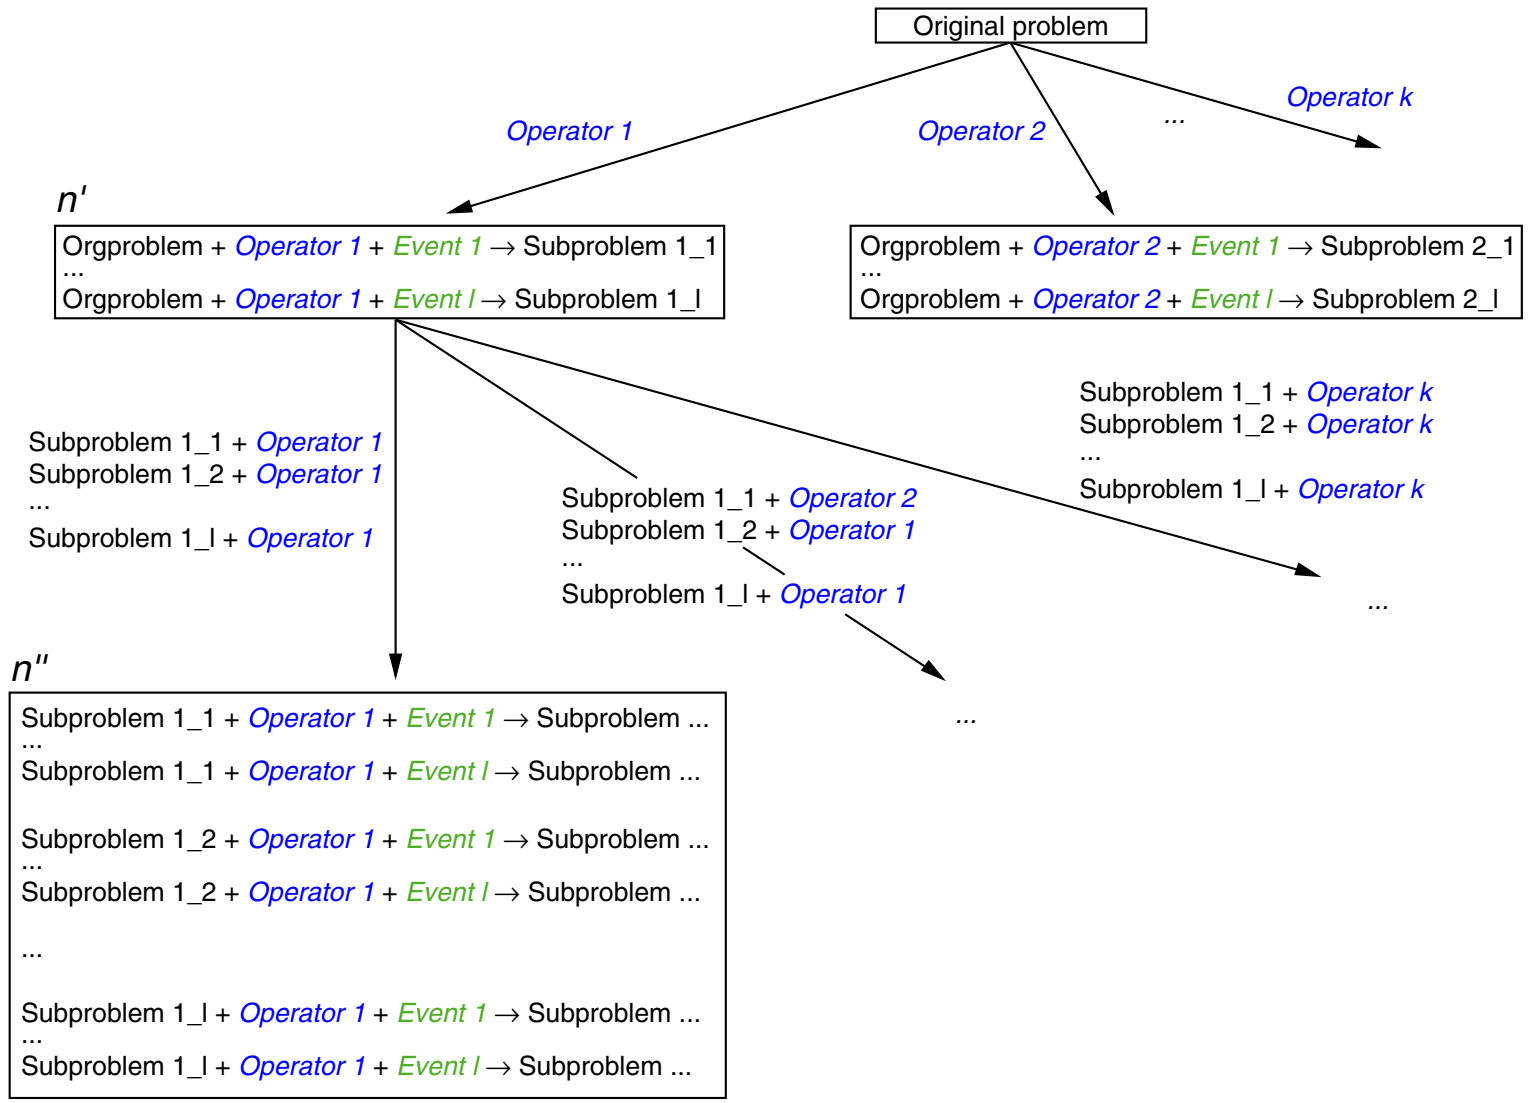 Original problem
Operator k
...
Operator 1
Operator 2
n'
Orgproblem + Operator 1 + Event 1 → Subproblem 1_1
...
Orgproblem + Operator 1 + Event l → Subproblem 1_l
Orgproblem + Operator 2 + Event 1 → Subproblem 2_1
...
Orgproblem + Operator 2 + Event l → Subproblem 2_l
Subproblem 1_1 + Operator 1
Subproblem 1_2 + Operator 1
...
Subproblem 1_l + Operator 1
Subproblem 1_1 + Operator 2
Subproblem 1_2 + Operator 1
...
Subproblem 1_l + Operator 1
Subproblem 1_1 + Operator k
Subproblem 1_2 + Operator k
...
Subproblem 1_l + Operator k
...
...
n''
Subproblem 1_1 + Operator 1 + Event 1 → Subproblem ...
...
Subproblem 1_1 + Operator 1 + Event l → Subproblem ...
Subproblem 1_2 + Operator 1 + Event 1 → Subproblem ...
...
Subproblem 1_2 + Operator 1 + Event l → Subproblem ...
...
Subproblem 1_l + Operator 1 + Event 1 → Subproblem ...
...
Subproblem 1_l + Operator 1 + Event l → Subproblem ...